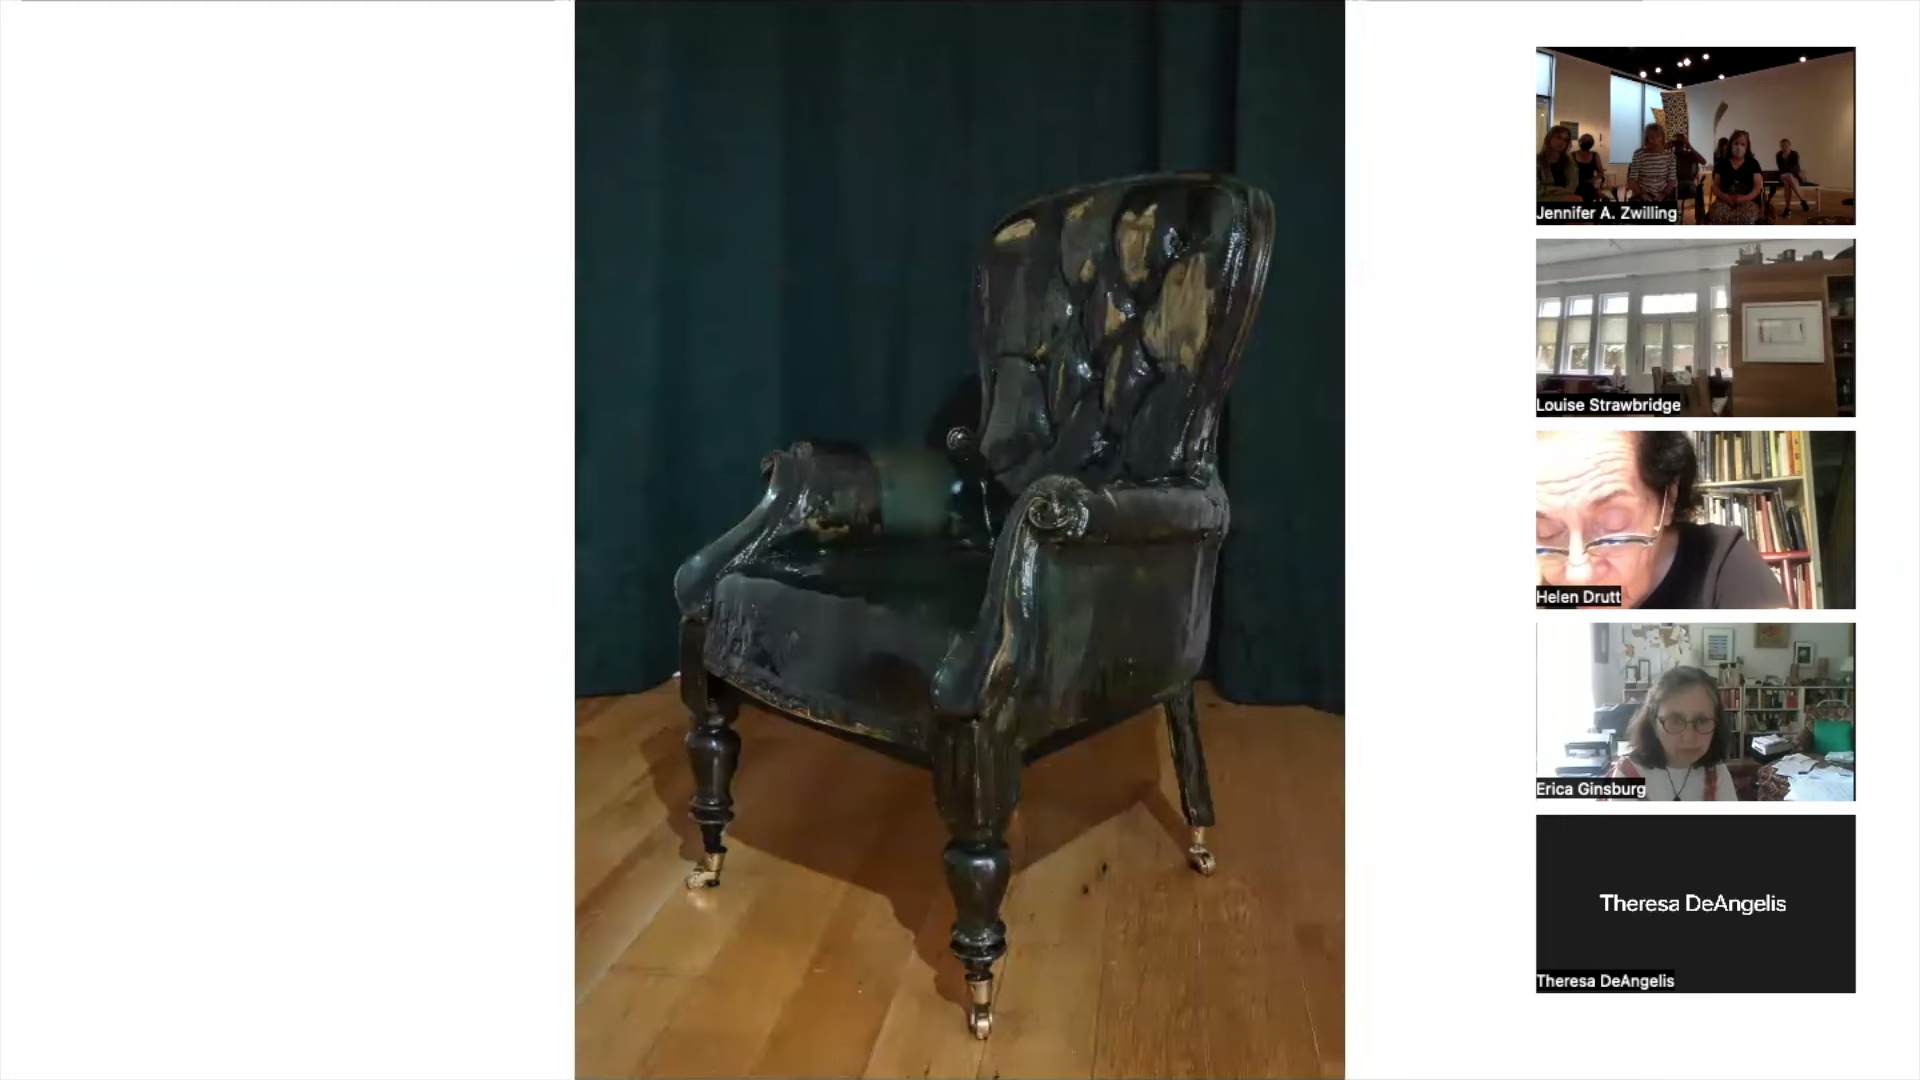 Jennifer A. Zwilling
Louise Strawbridge
Helen Drutt
Erica Ginsburg
Theresa DeAngelis
Theresa DeAngelis